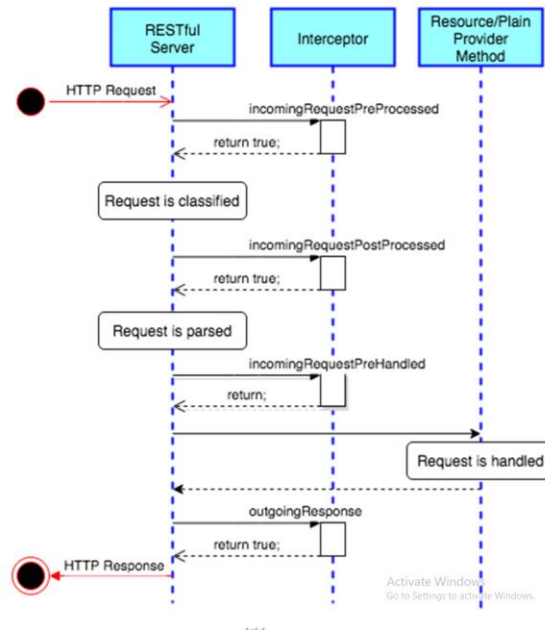 RESTful
Server
Interceptor
Resource/Plain
Provider
Method
HTTP Request
incomingRequestPreProcessed
return true;
Request is classified
incomingRequestPostProcessed
return true;
Request is parsed
incomingRequestPreHandled
return;
Request is handled
outgoingResponse
return true;
HTTP Response
Activate Windows
Go to Settings to activate Windows.